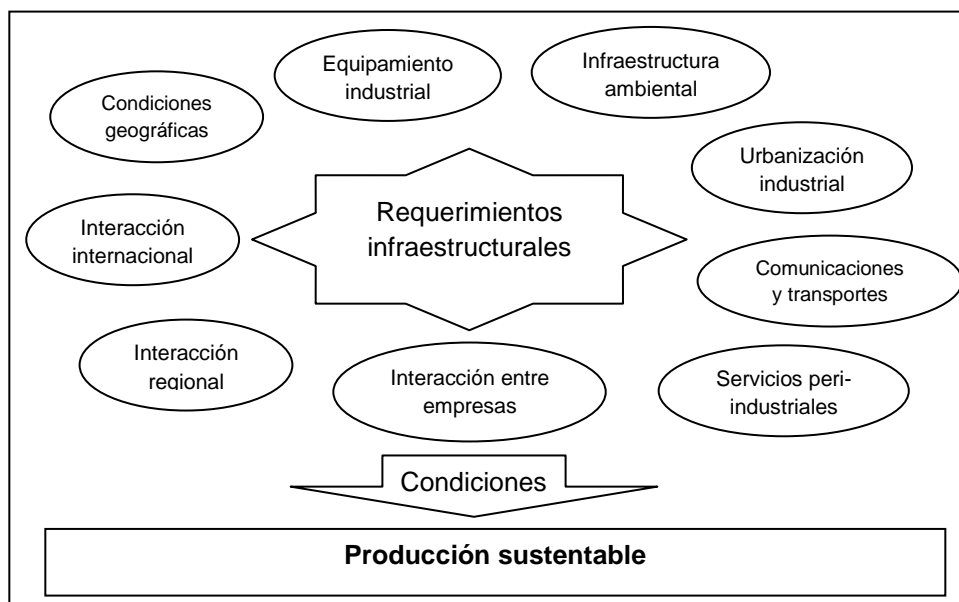 Equipamiento
industrial
Infraestructura
ambiental
Condiciones
geográficas
Urbanización
industrial
Requerimientos
infraestructurales
Interacción
internacional
Comunicaciones
y transportes
Interacción
regional
Interacción entre
empresas
Servicios peri-
industriales
Condiciones
Producción sustentable